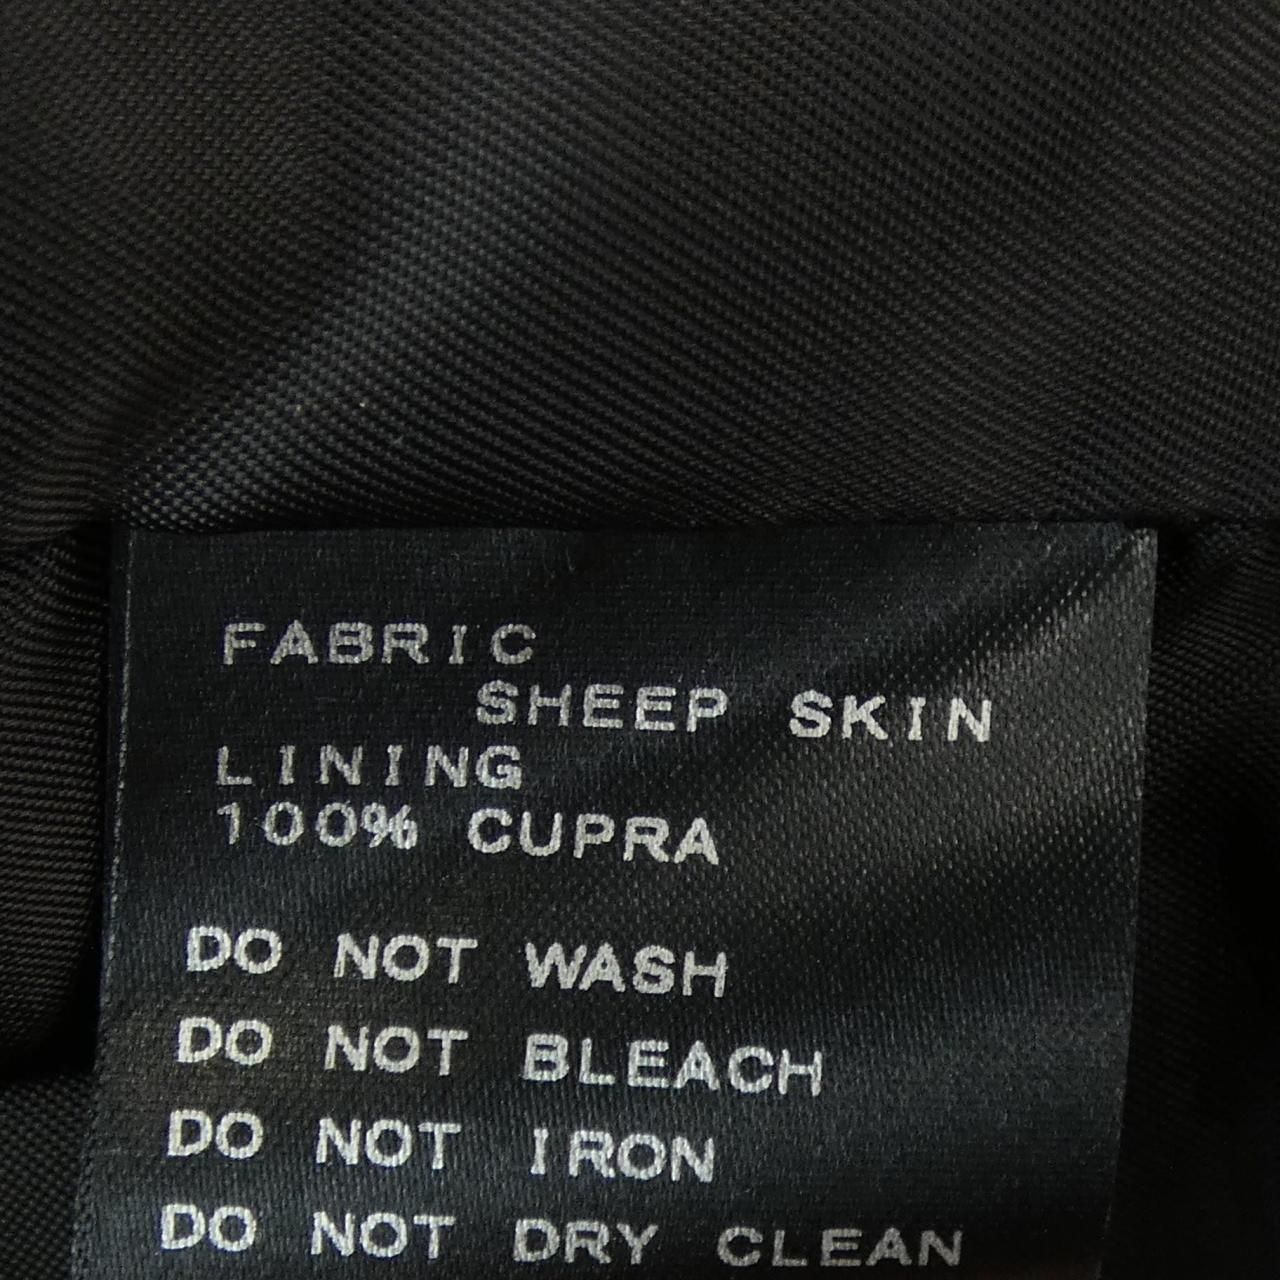 FABRIC
SHEEP SKIN
LINING
100% CUPRA
DO NOT WASH
DO NOT BLEACH
DO NOT IRON
DO NOT DRY CLEAN